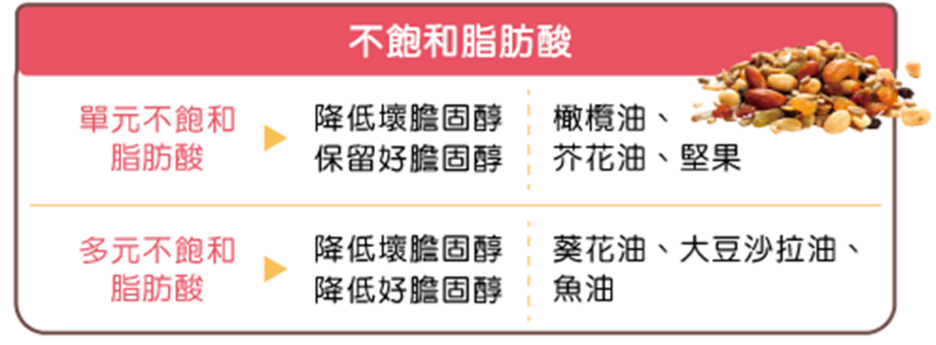 不飽和脂肪酸
單元不飽和
脂肪酸
降低壞膽固醇
保留好膽固醇
橄欖油、
芥花油、堅果
多元不飽和
脂肪酸
降低壞膽固醇
降低好膽固醇
葵花油、大豆沙拉油、
魚油